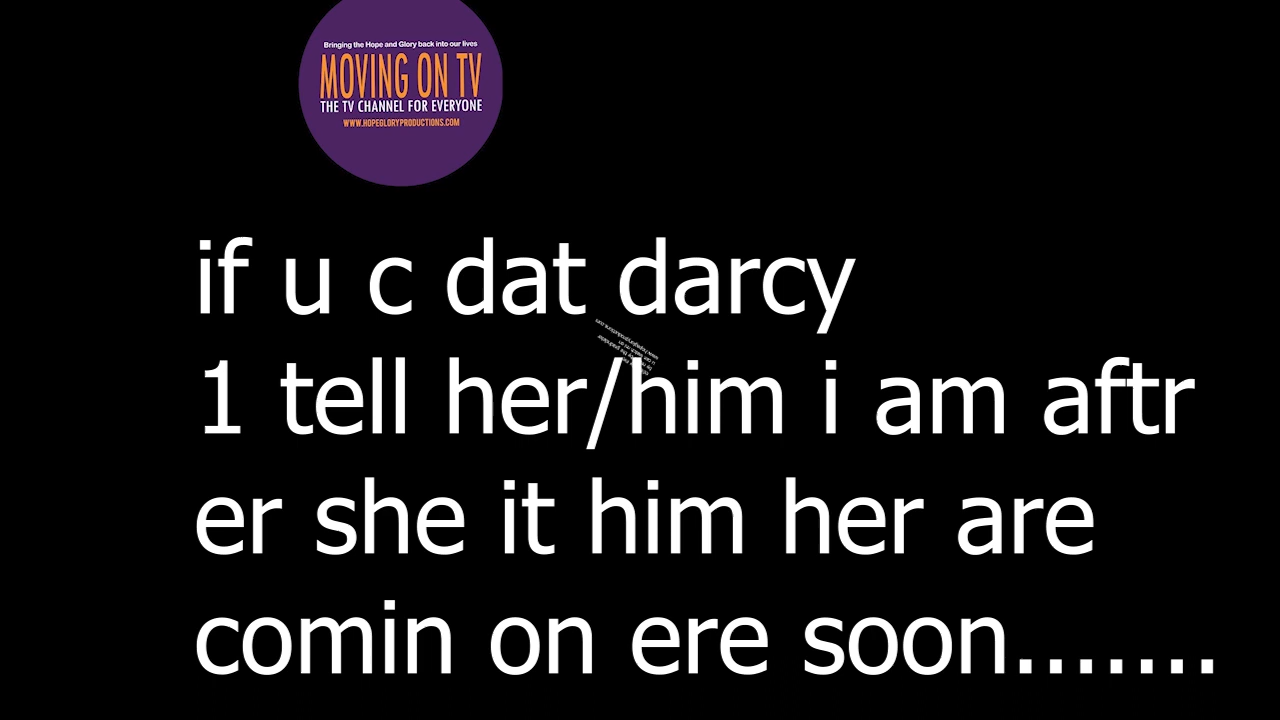 Bringing the Hope and Glory back into our lives
MOVING ON TV
THE TV CHANNEL FOR EVERYONE
WWW.HOPEGLORYPRODUCTIONS.COM
if u c dat darcy
1 tell her/him i am aftr
er she it him her are
comin on ere soon.......